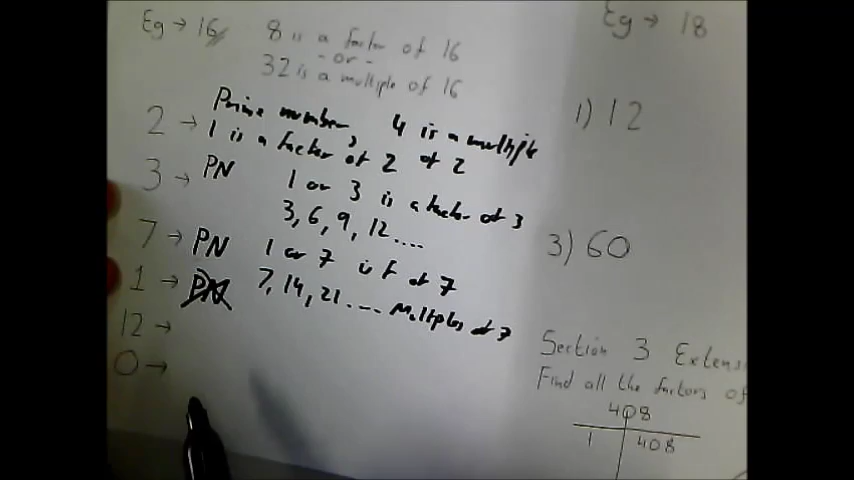 Eg → 16
8 is a factor of 16
- or -
32 is a multiple of 16
2 → Prime number, 4 is a multiple of 2
1 is a factor of 2
3 → PN 1 or 3 is a factor of 3
3, 6, 9, 12....
7 → PN 1 or 7 is F of 7
7, 14, 21.... Multiples of 7
1 → PN
12 →
0 →
Eg → 18
1) 12
3) 60
Section 3 Extens
Find all the factors of
408
1 408